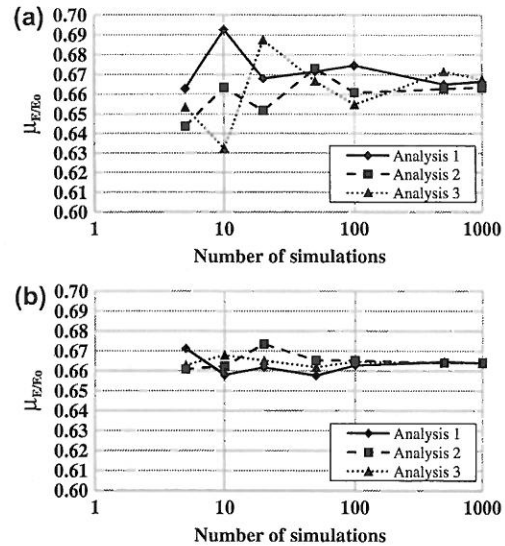 (a)
0.70
0.69
0.68
0.67
0.66
0.65
0.64
0.63
0.62
0.61
0.60
μE/Eo
Analysis 1
Analysis 2
Analysis 3
1 10 100 1000
Number of simulations
(b)
0.70
0.69
0.68
0.67
0.66
0.65
0.64
0.63
0.62
0.61
0.60
μE/Eo
Analysis 1
Analysis 2
Analysis 3
1 10 100 1000
Number of simulations